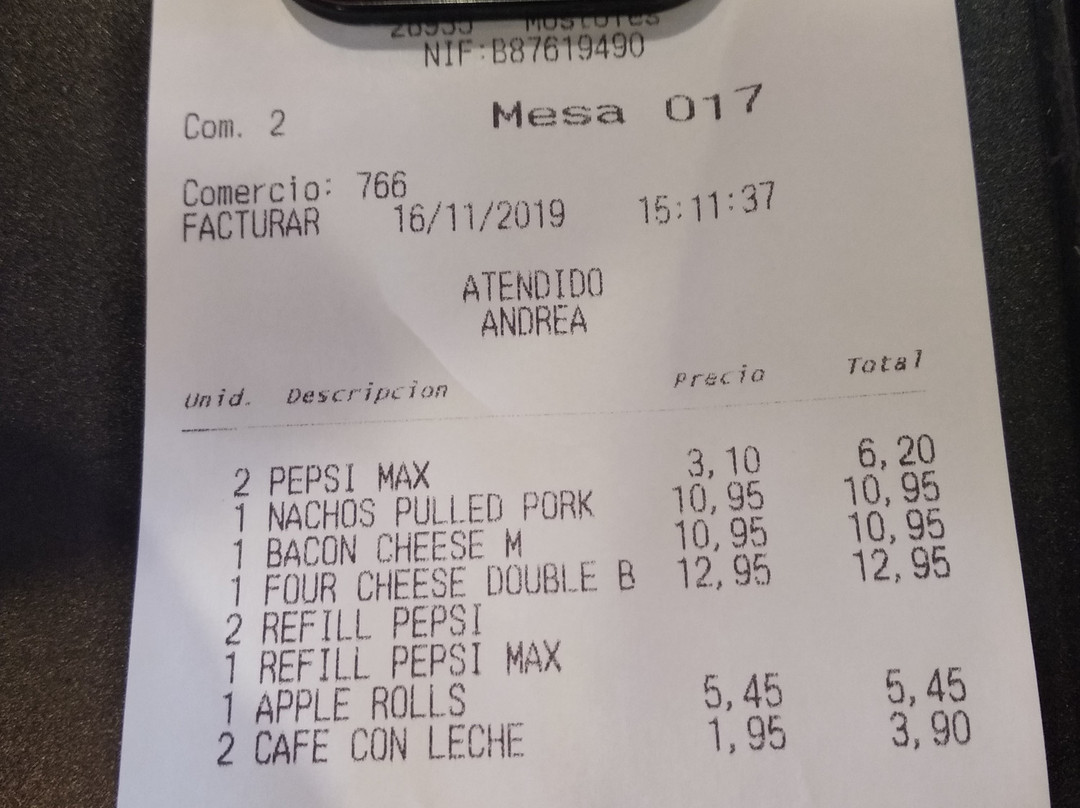 28935 Mostoles
NIF:B87619490
Com. 2 Mesa 017
Comercio: 766
FACTURAR 16/11/2019 15:11:37
ATENDIDO
ANDREA
Unid. Descripcion Precio Total
2 PEPSI MAX 3,10 6,20
1 NACHOS PULLED PORK 10,95 10,95
1 BACON CHEESE M 10,95 10,95
1 FOUR CHEESE DOUBLE B 12,95 12,95
2 REFILL PEPSI
1 REFILL PEPSI MAX
1 APPLE ROLLS 5,45 5,45
2 CAFE CON LECHE 1,95 3,90